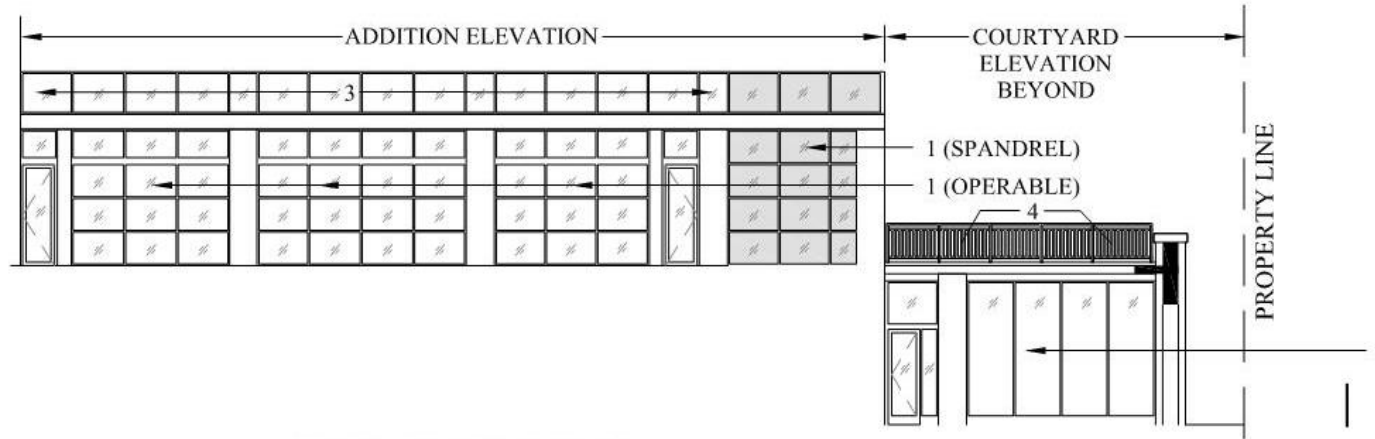 ADDITION ELEVATION
COURTYARD
ELEVATION
BEYOND
3
1 (SPANDREL)
1 (OPERABLE)
4
PROPERTY LINE